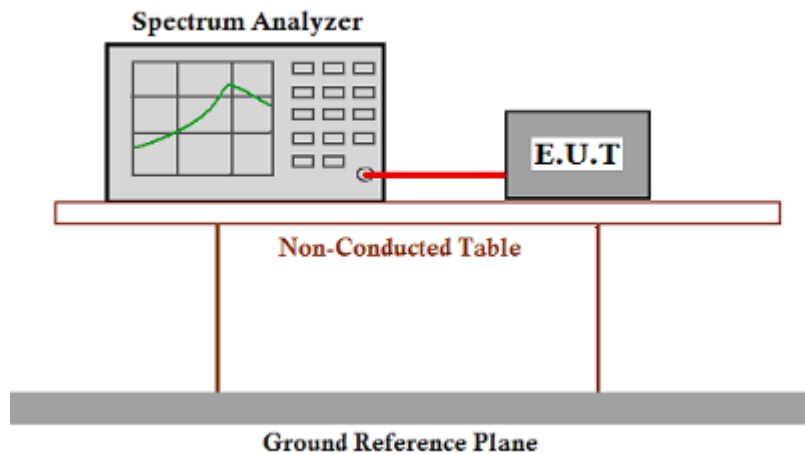 Spectrum Analyzer
E.U.T
Non-Conducted Table
Ground Reference Plane